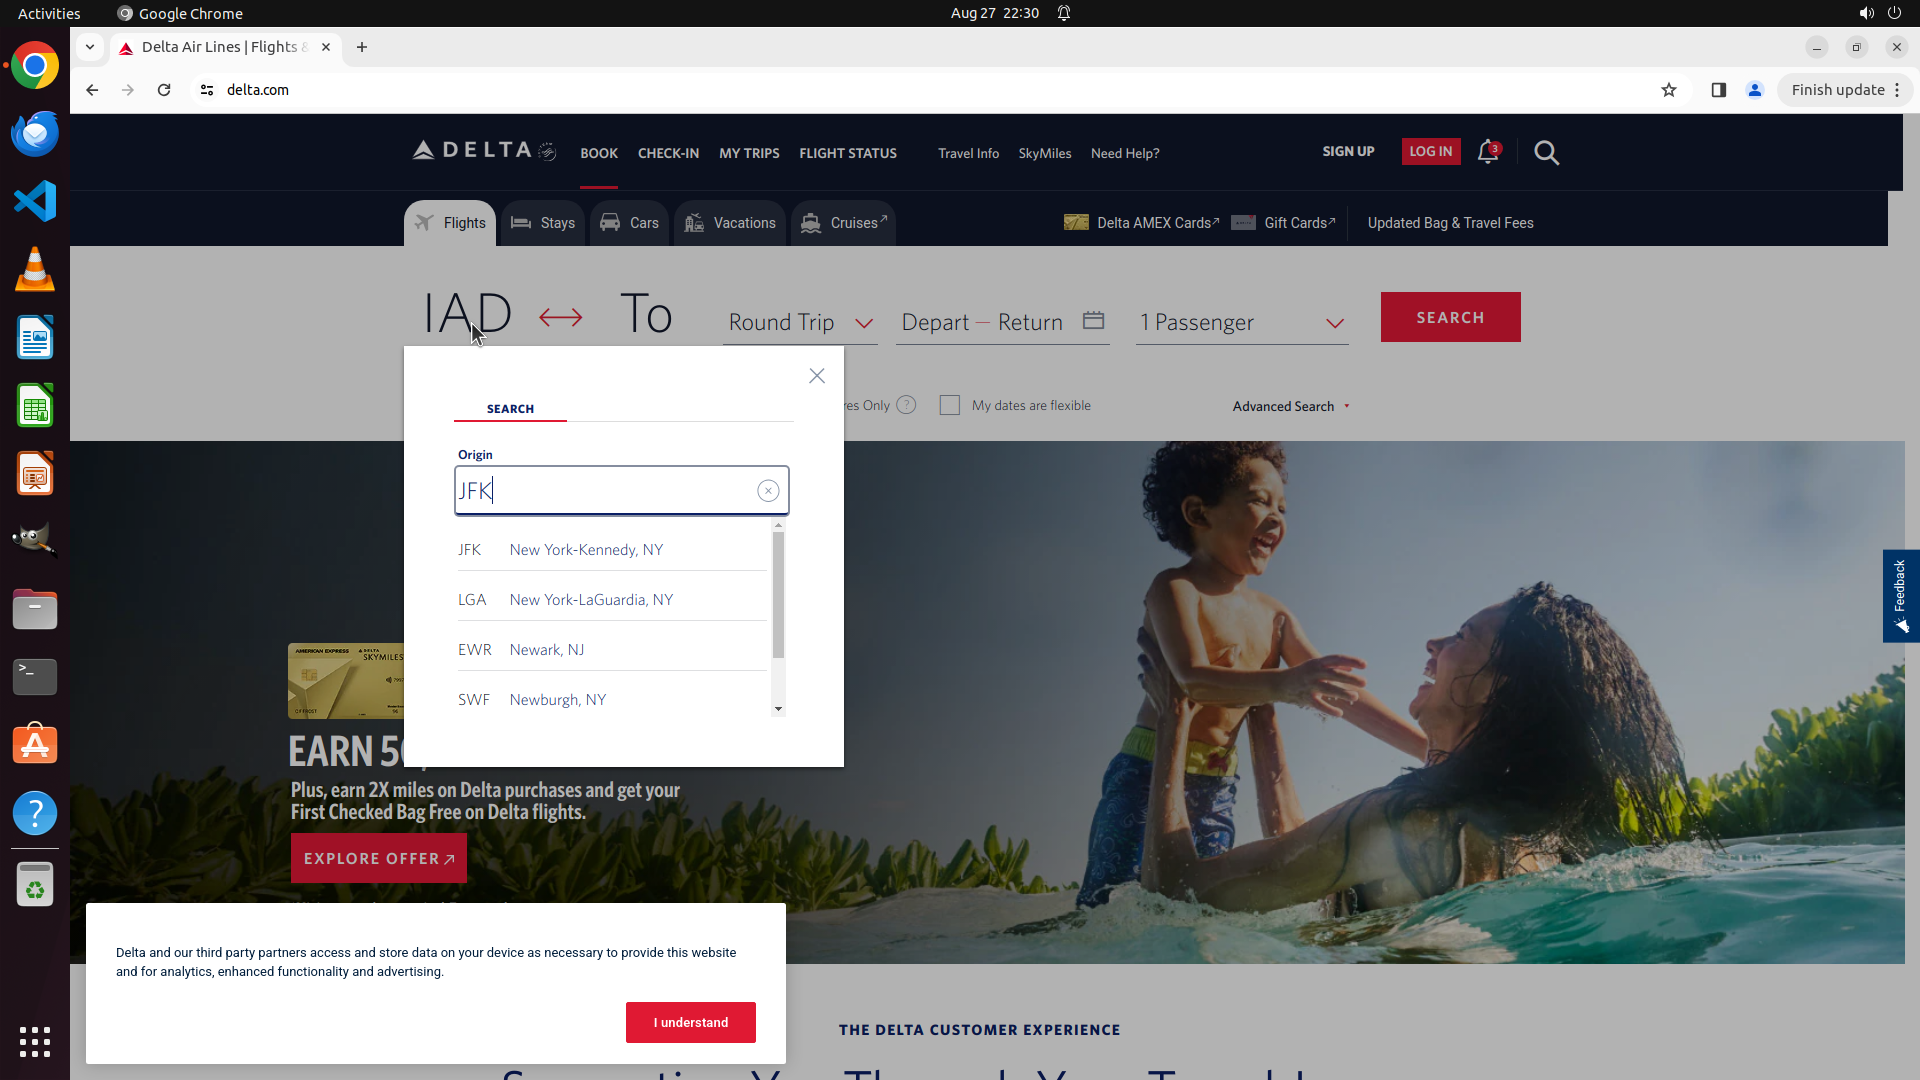 Activities
Google Chrome
Aug 27 22:30
Delta Air Lines | Flights &
delta.com
Finish update
DELTA
BOOK
CHECK-IN
MY TRIPS
FLIGHT STATUS
Travel Info
SkyMiles
Need Help?
SIGN UP
LOG IN
3
Flights
Stays
Cars
Vacations
Cruises
Delta AMEX Cards
Gift Cards
Updated Bag & Travel Fees
IAD
To
Round Trip
Depart — Return
1 Passenger
SEARCH
res Only
?
My dates are flexible
Advanced Search
SEARCH
Origin
JFK
JFK New York-Kennedy, NY
LGA New York-LaGuardia, NY
EWR Newark, NJ
SWF Newburgh, NY
Feedback
AMERICAN EXPRESS
DELTA
SKYMILES
EARN
Plus, earn 2X miles on Delta purchases and get your
First Checked Bag Free on Delta flights.
EXPLORE OFFER
Delta and our third party partners access and store data on your device as necessary to provide this website
and for analytics, enhanced functionality and advertising.
I understand
THE DELTA CUSTOMER EXPERIENCE